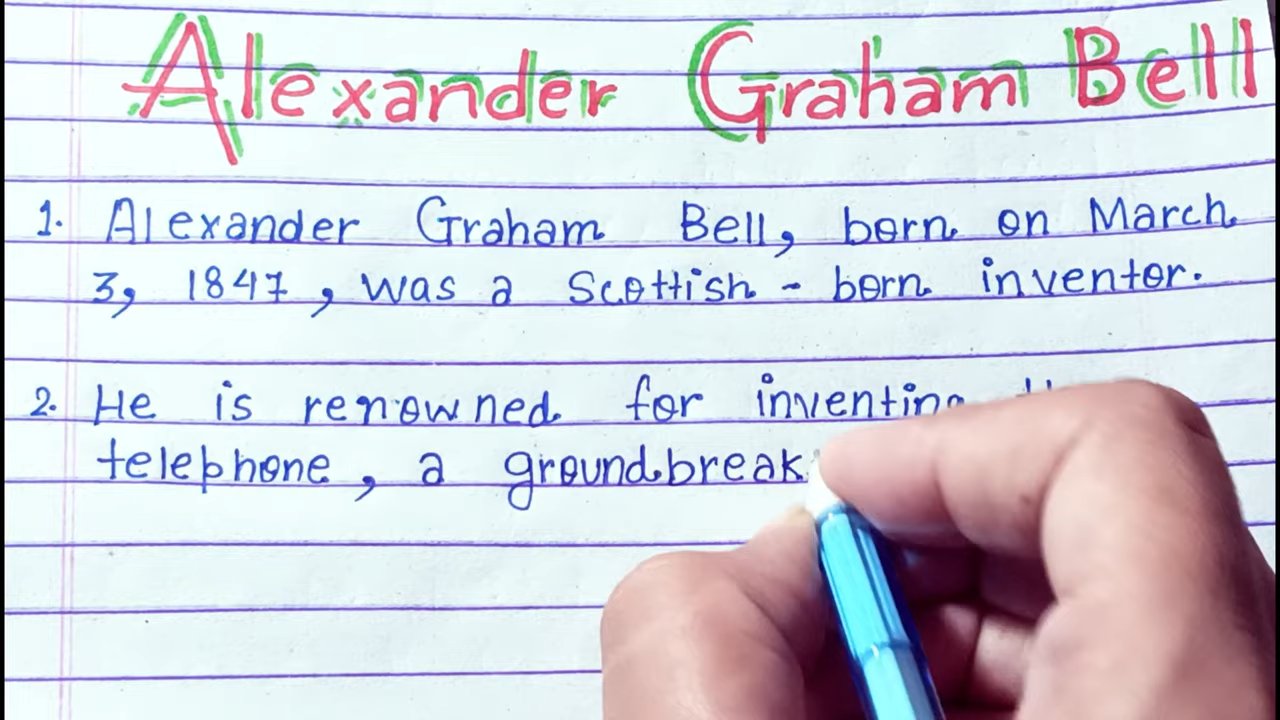 Alexander Graham Bell
1. Alexander Graham Bell, born on March
3, 1847, was a Scottish - born inventor.
2. He is renowned for inventing
telephone, a groundbreak